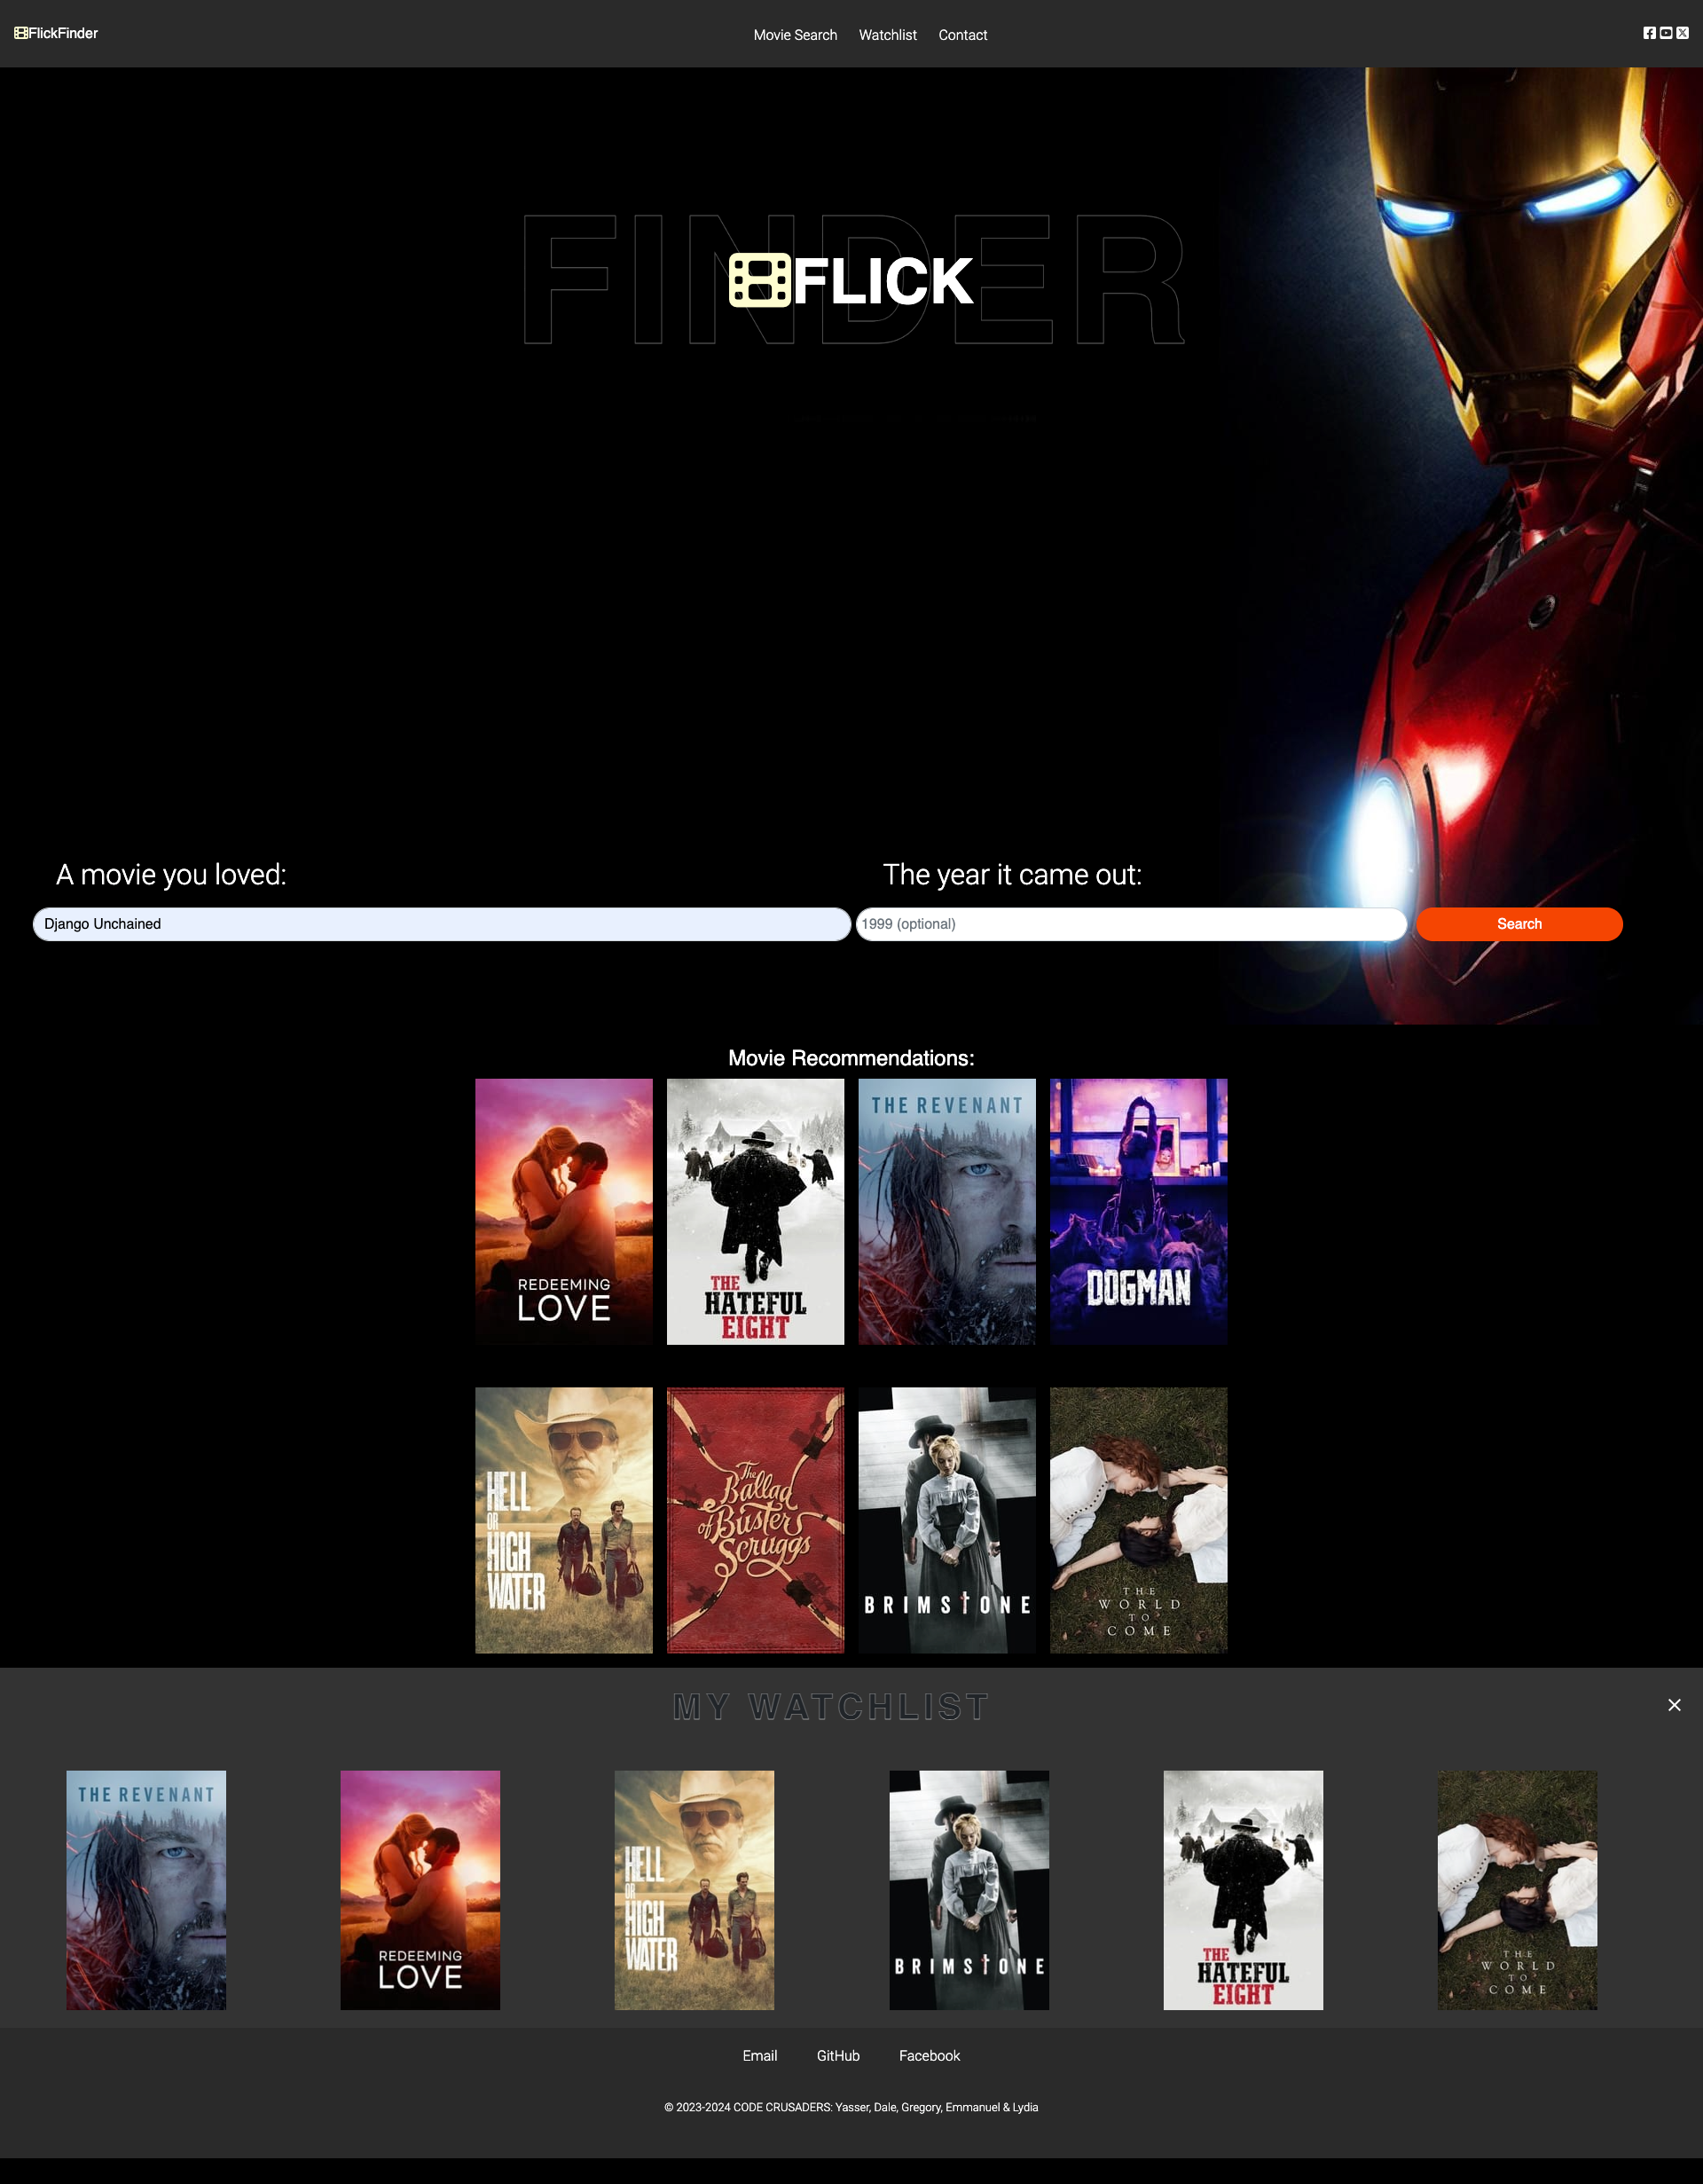 FlickFinder
Movie Search Watchlist Contact
FINDER
FLICK
A movie you loved:
The year it came out:
Django Unchained
1999 (optional)
Search
Movie Recommendations:
REDEEMING
LOVE
THE
HATEFUL
EIGHT
THE REVENANT
DOGMAN
HELL
OR
HIGH
WATER
The
Ballad
of Buster
Scruggs
BRIMSTONE
THE
WORLD
TO
COME
MY WATCHLIST
THE REVENANT
REDEEMING
LOVE
HELL
OR
HIGH
WATER
BRIMSTONE
THE
HATEFUL
EIGHT
THE
WORLD
TO
COME
Email GitHub Facebook
© 2023-2024 CODE CRUSADERS: Yasser, Dale, Gregory, Emmanuel & Lydia